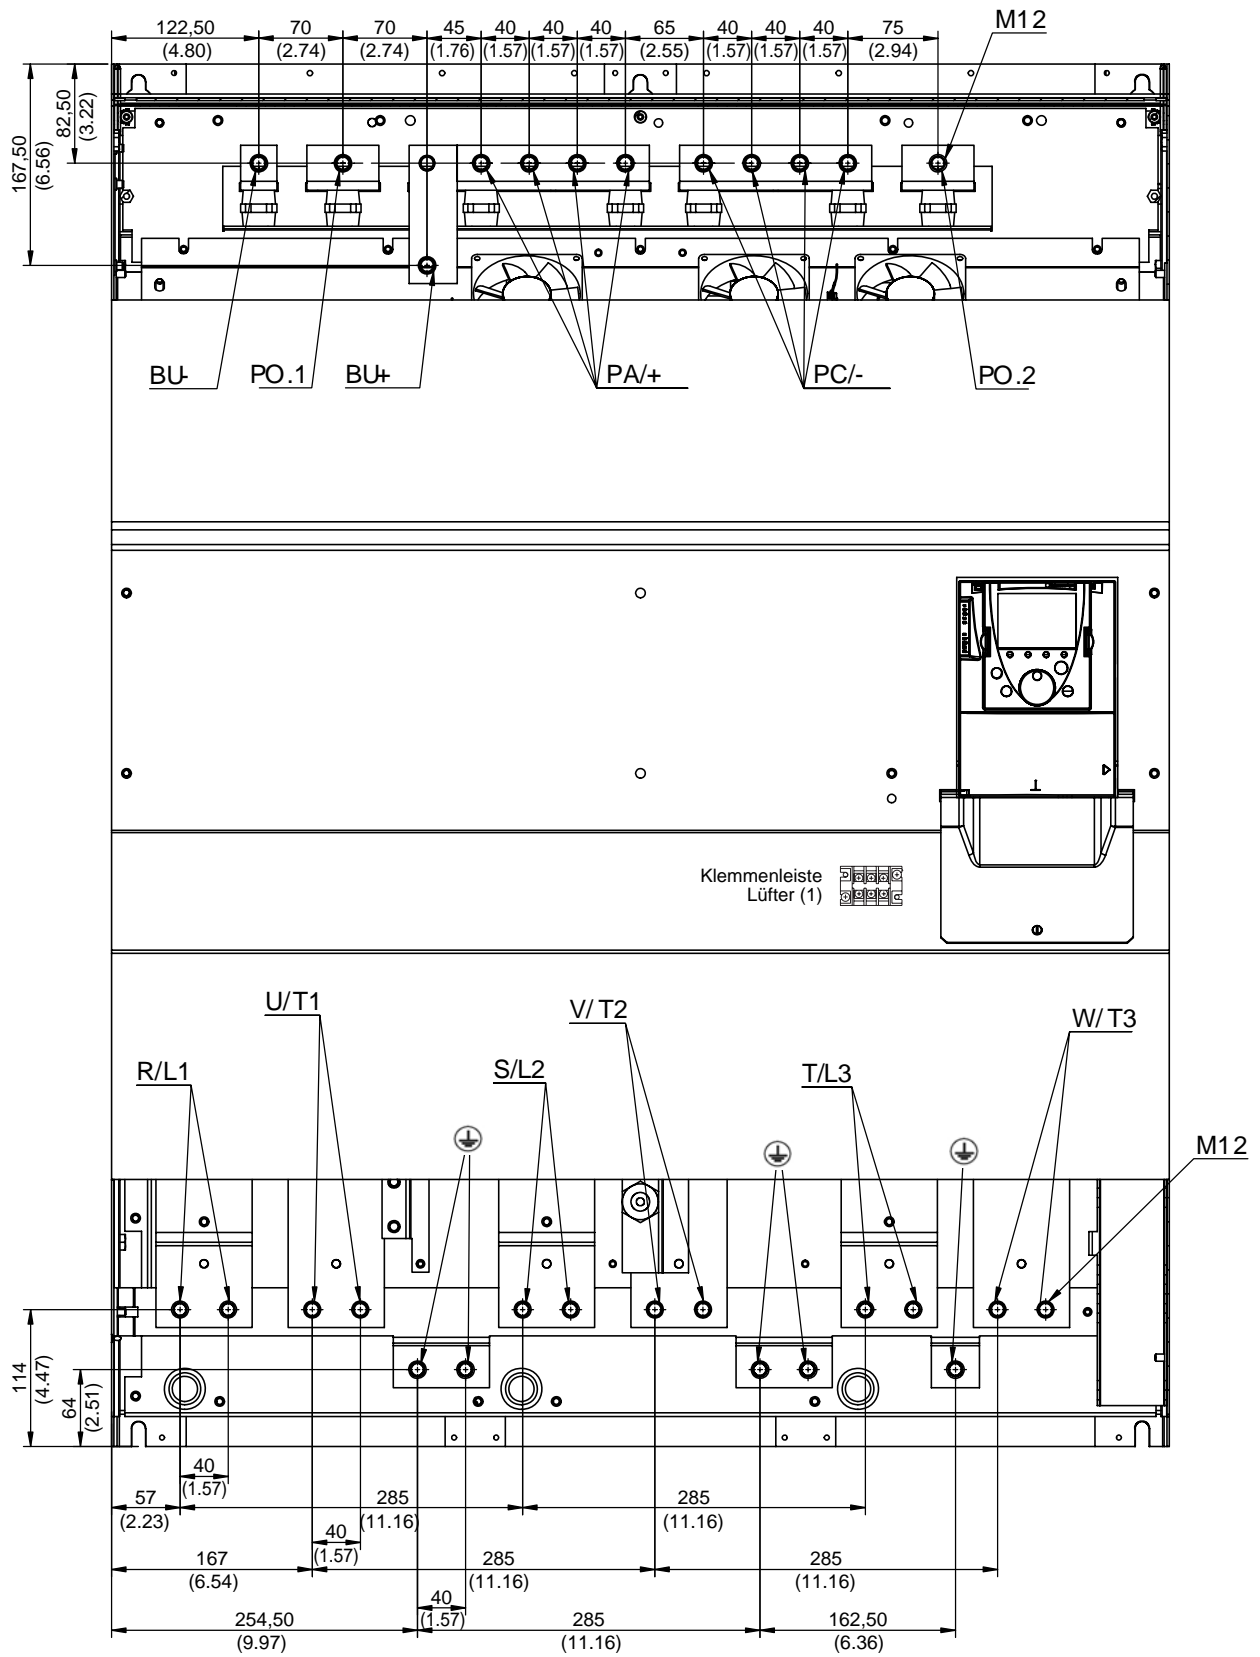 122,50 70 70 45 40 40 40 65 40 40 40 75 M12
(4.80) (2.74) (2.74) (1.76) (1.57) (1.57) (1.57) (2.55) (1.57) (1.57) (1.57) (2.94)
82,50
(3.22)
167,50
(6.56)
BU- PO.1 BU+ PA/+ PC/- PO.2
Klemmenleiste
Lüfter (1)
U/T1 V/T2 W/T3
R/L1 S/L2 T/L3
M12
114
(4.47)
64
(2.51)
40
(1.57)
57 285 285
(2.23) (11.16) (11.16)
40
(1.57)
167 285 285
(6.54) (11.16) (11.16)
40
(1.57)
254,50 285 162,50
(9.97) (11.16) (6.36)